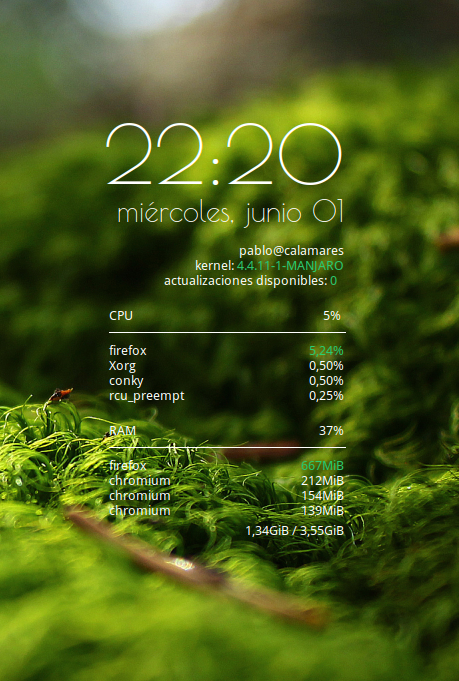 22:20
miércoles, junio 01
pablo@calamares
kernel: 4.4.11-1-MANJARO
actualizaciones disponibles: 0
CPU 5%
firefox 5,24%
Xorg 0,50%
conky 0,50%
rcu_preempt 0,25%
RAM 37%
firefox 667MiB
chromium 212MiB
chromium 154MiB
chromium 139MiB
1,34GiB / 3,55GiB